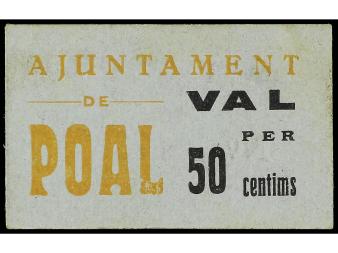 AJUNTAMENT
DE
POAL
VAL
PER
50 centims